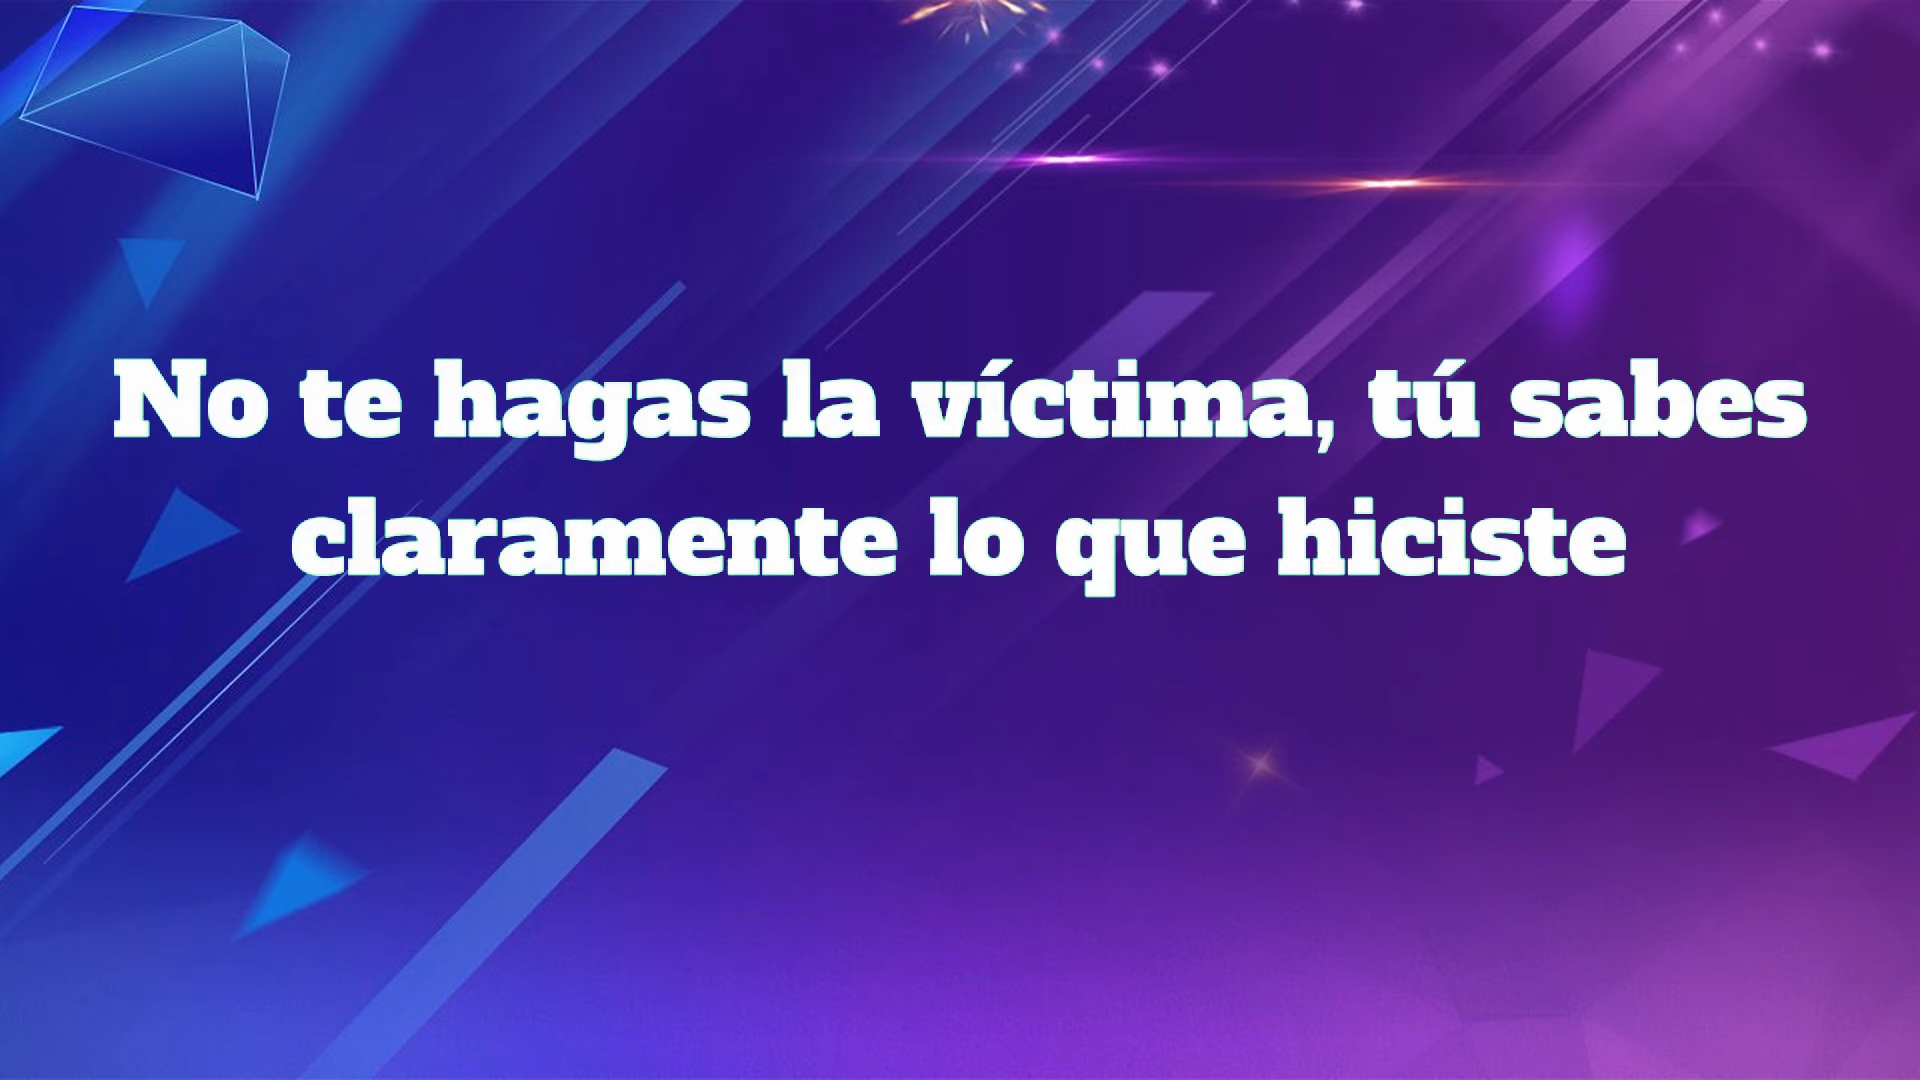 No te hagas la víctima, tú sabes
claramente lo que hiciste